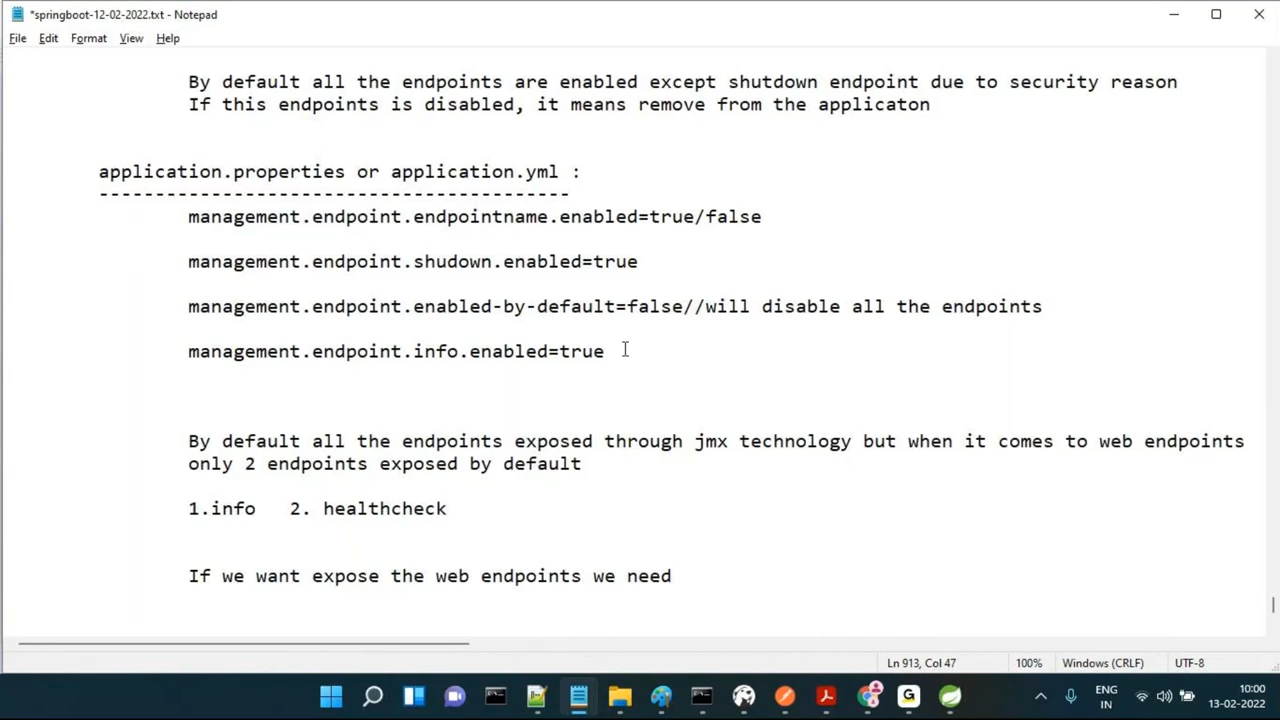 *springboot-12-02-2022.txt - Notepad
File Edit Format View Help
By default all the endpoints are enabled except shutdown endpoint due to security reason
If this endpoints is disabled, it means remove from the applicaton
application.properties or application.yml :
------------------------------------------
management.endpoint.endpointname.enabled=true/false
management.endpoint.shudown.enabled=true
management.endpoint.enabled-by-default=false//will disable all the endpoints
management.endpoint.info.enabled=true
By default all the endpoints exposed through jmx technology but when it comes to web endpoints
only 2 endpoints exposed by default
1.info 2. healthcheck
If we want expose the web endpoints we need
Ln 913, Col 47 100% Windows (CRLF) UTF-8
ENG
IN
10:00
13-02-2022